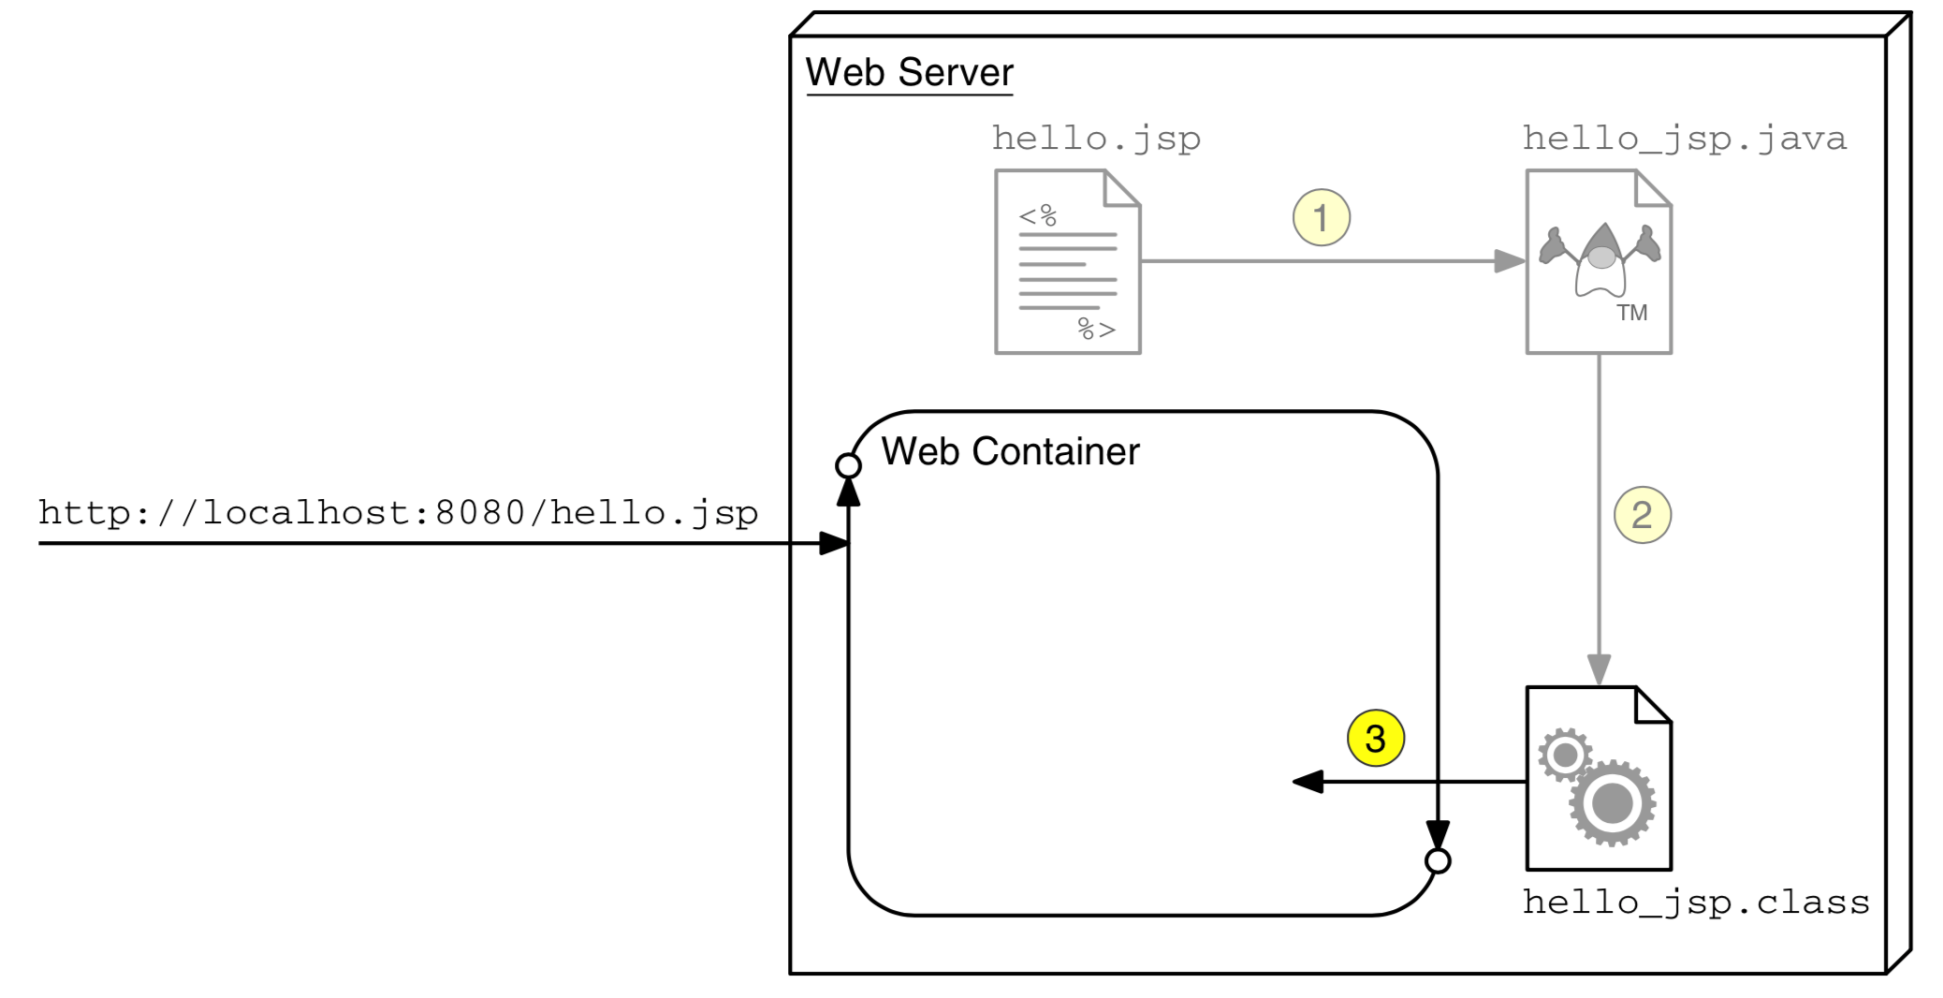 Web Server
hello.jsp
hello_jsp.java
<%
%>
1
TM
Web Container
http://localhost:8080/hello.jsp
2
3
hello_jsp.class